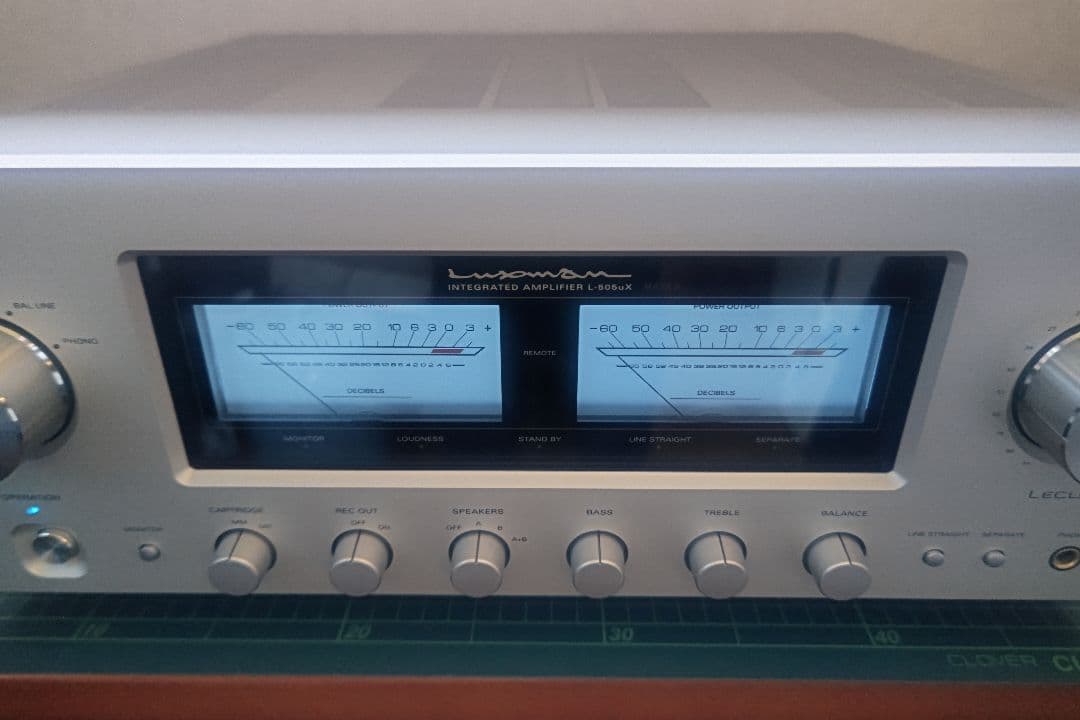 Luxman
INTEGRATED AMPLIFIER L-505uX
POWER OUTPUT
-60 50 40 30 20 10 6 3 0 3 +
DECIBELS
REMOTE
POWER OUTPUT
-60 50 40 30 20 10 6 3 0 3 +
DECIBELS
MONITOR LOUDNESS STAND BY LINE STRAIGHT SEPARATE
BAL LINE
PHONO
OPERATION
MONITOR
CARTRIDGE
MM MC
REC OUT
OFF ON
SPEAKERS
OFF A B A+B
BASS
TREBLE
BALANCE
LINE STRAIGHT
SEPARATE
20 30 40
CLOVER